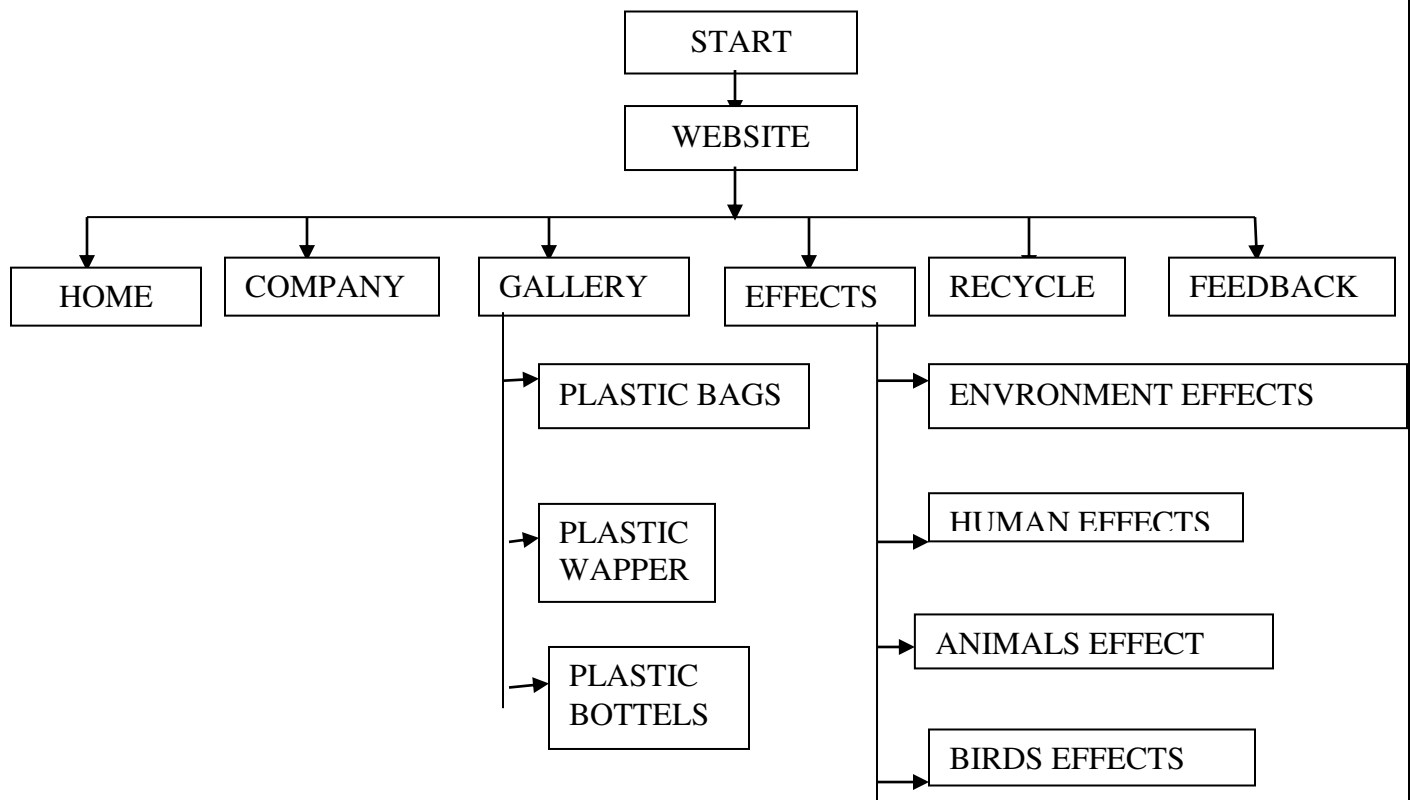 START
WEBSITE
HOME
COMPANY
GALLERY
EFFECTS
RECYCLE
FEEDBACK
PLASTIC BAGS
PLASTIC
WAPPER
PLASTIC
BOTTELS
ENVRONMENT EFFECTS
HUMAN EFFECTS
ANIMALS EFFECT
BIRDS EFFECTS